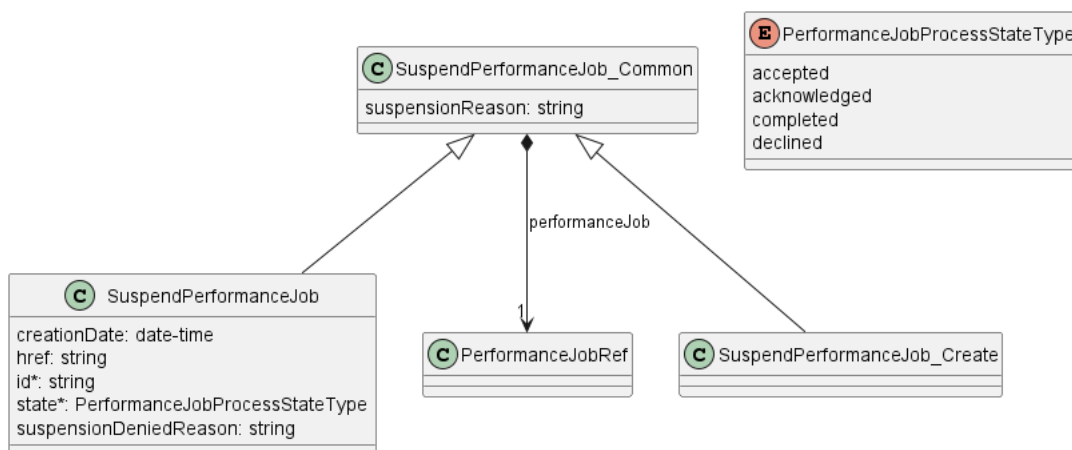 C SuspendPerformanceJob_Common
suspensionReason: string
E PerformanceJobProcessStateType
accepted
acknowledged
completed
declined
performanceJob
1
C SuspendPerformanceJob
creationDate: date-time
href: string
id*: string
state*: PerformanceJobProcessStateType
suspensionDeniedReason: string
C PerformanceJobRef
C SuspendPerformanceJob_Create